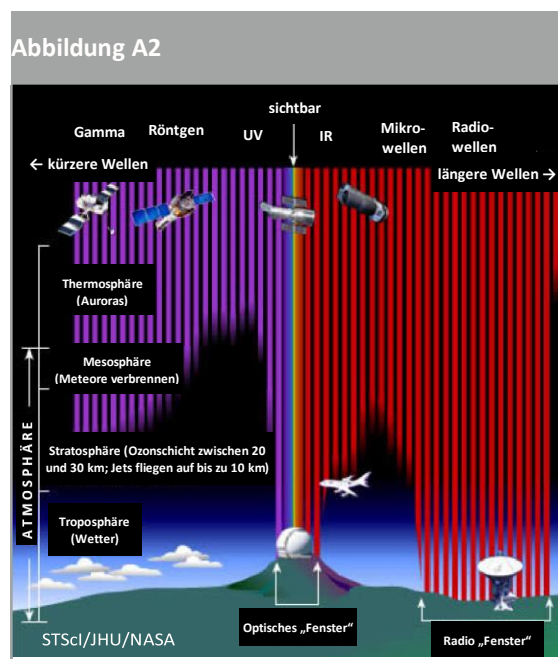 Abbildung A2
sichtbar
Gamma
Röntgen
UV
IR
Mikro-
wellen
Radio-
wellen
← kürzere Wellen
längere Wellen →
Thermosphäre
(Auroras)
Mesosphäre
(Meteore verbrennen)
ATMOSPHÄRE
Stratosphäre (Ozonschicht zwischen 20
und 30 km; Jets fliegen auf bis zu 10 km)
Troposphäre
(Wetter)
Optisches „Fenster“
Radio „Fenster“
STScI/JHU/NASA